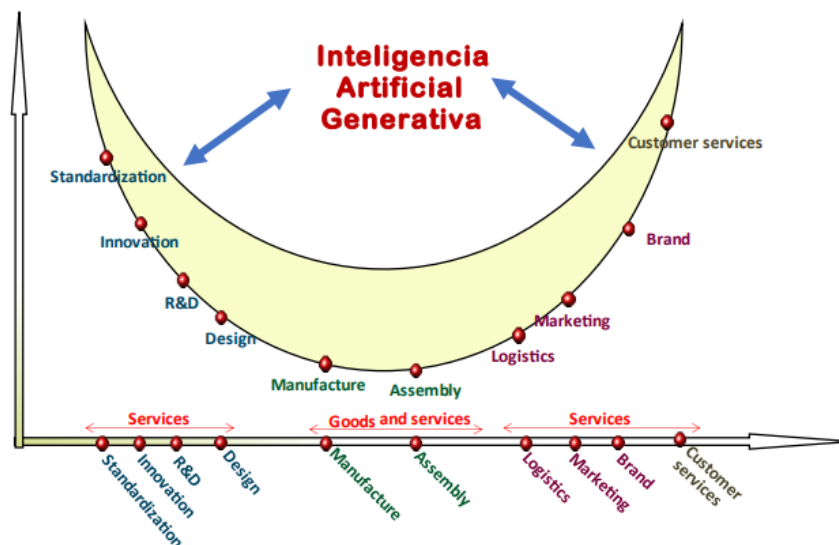 Inteligencia
Artificial
Generativa
Customer services
Standardization
Innovation
Brand
R&D
Design
Marketing
Logistics
Manufacture
Assembly
Services
Goods and services
Services
Standardization
Innovation
R&D
Design
Manufacture
Assembly
Logistics
Marketing
Brand
Customer
services